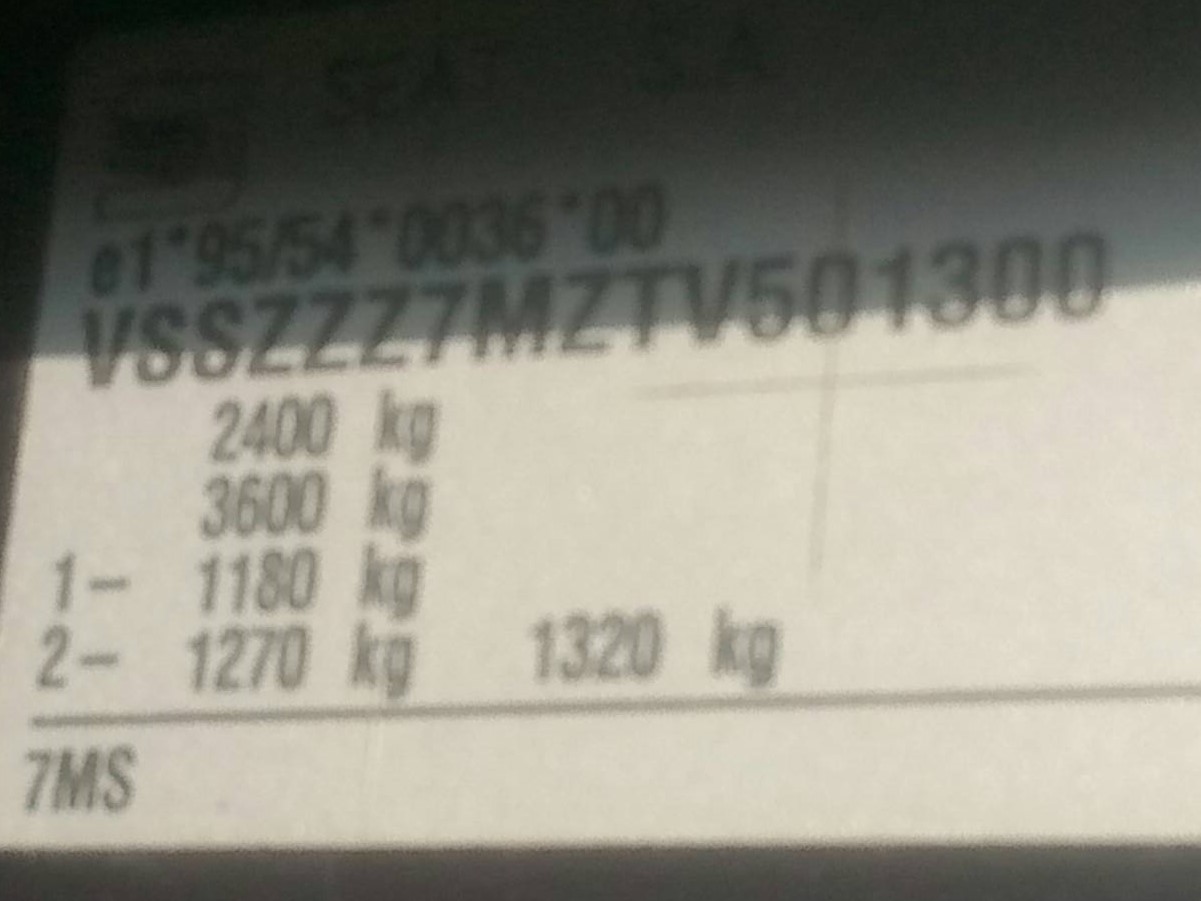 SEAT S.A.
e1*95/54*0036*00
VSSZZZ7MZTV501300
2400 kg
3600 kg
1- 1180 kg
2- 1270 kg 1320 kg
7MS